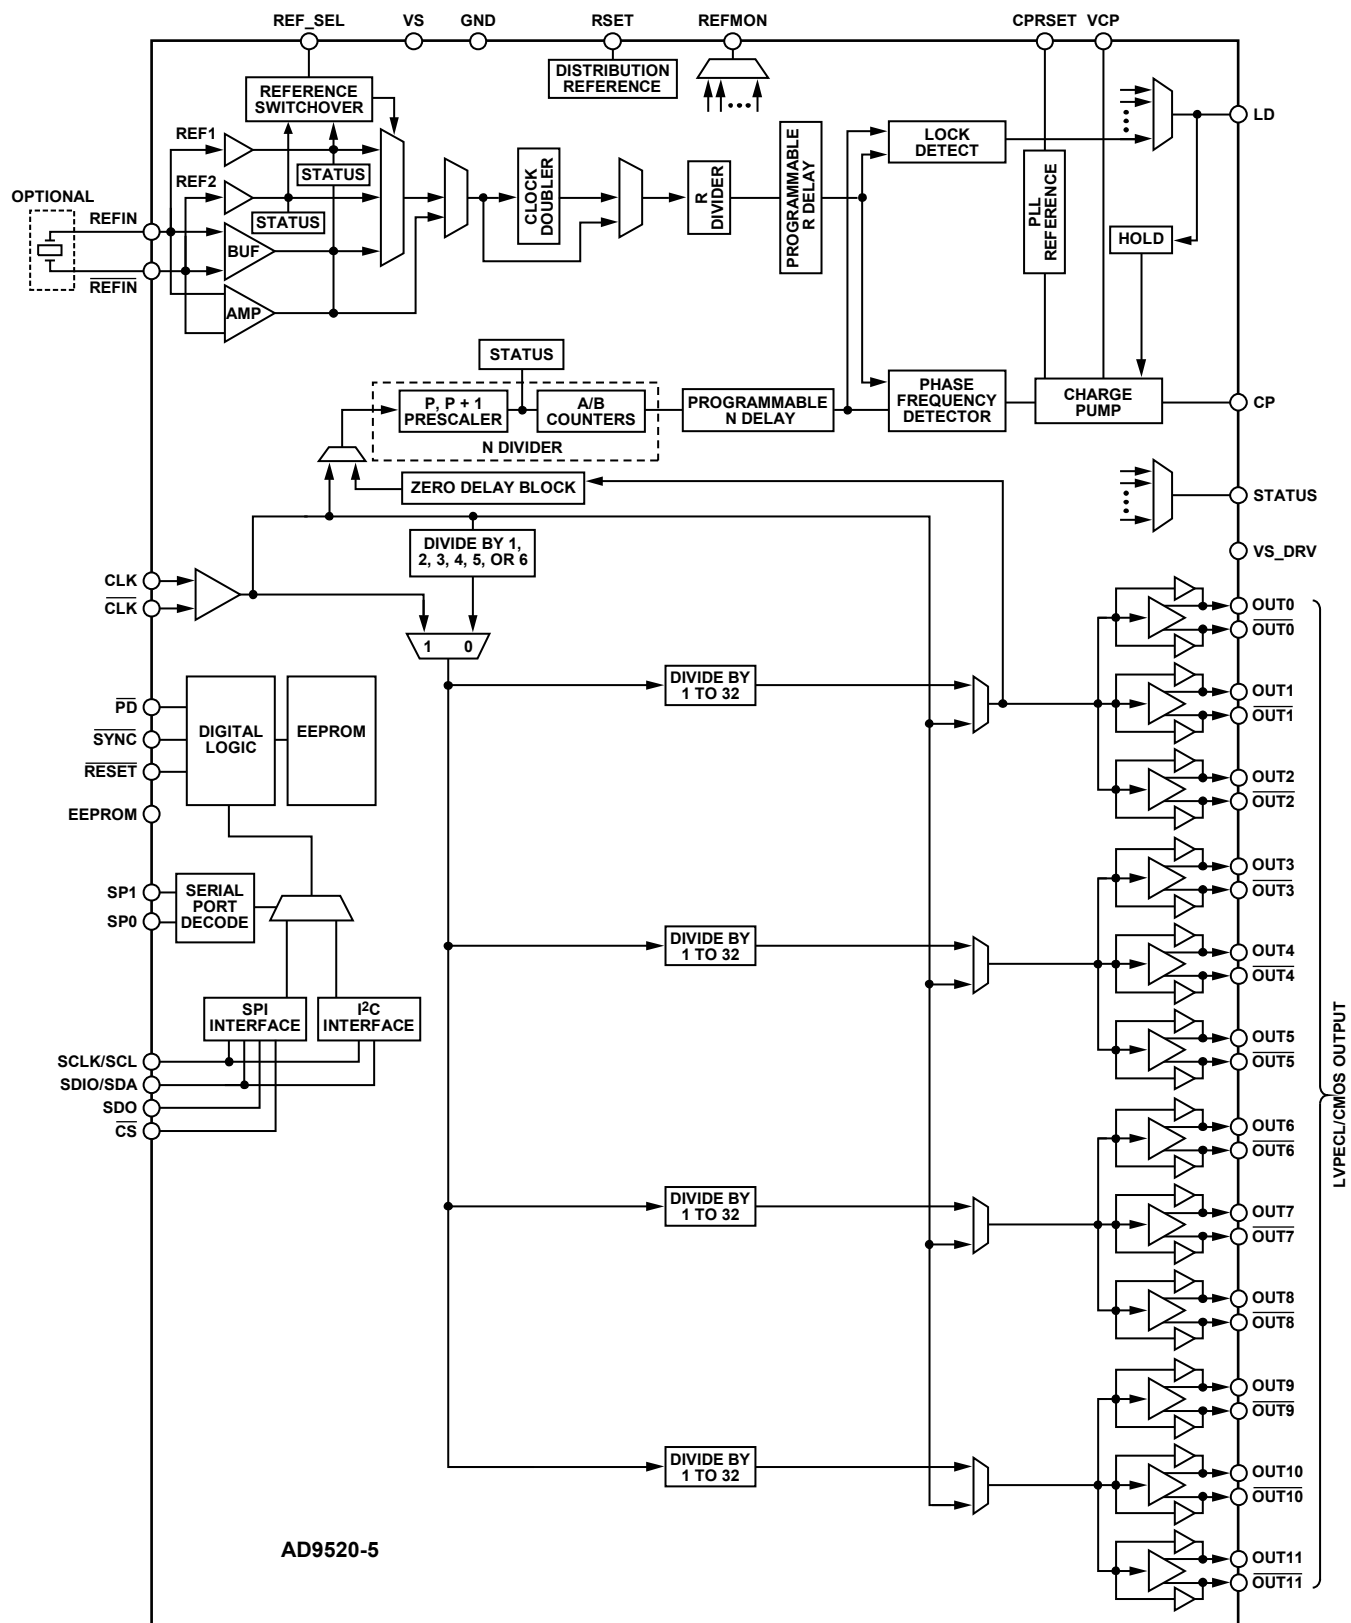 REF_SEL VS GND RSET REFMON CPRSET VCP
DISTRIBUTION
REFERENCE
REFERENCE
SWITCHOVER
REF1
STATUS
REF2
STATUS
OPTIONAL
REFIN
REFIN
BUF
AMP
CLOCK
DOUBLER
R
DIVIDER
PROGRAMMABLE
R DELAY
LOCK
DETECT
PLL
REFERENCE
HOLD
LD
STATUS
P, P + 1
PRESCALER
A/B
COUNTERS
N DIVIDER
PROGRAMMABLE
N DELAY
PHASE
FREQUENCY
DETECTOR
CHARGE
PUMP
CP
ZERO DELAY BLOCK
STATUS
DIVIDE BY 1,
2, 3, 4, 5, OR 6
VS_DRV
CLK
CLK
1 0
OUT0
OUT0
DIVIDE BY
1 TO 32
OUT1
OUT1
OUT2
OUT2
PD
SYNC
RESET
EEPROM
DIGITAL
LOGIC
EEPROM
SP1
SP0
SERIAL
PORT
DECODE
OUT3
OUT3
DIVIDE BY
1 TO 32
OUT4
OUT4
OUT5
OUT5
SPI
INTERFACE
I2C
INTERFACE
SCLK/SCL
SDIO/SDA
SDO
CS
OUT6
OUT6
DIVIDE BY
1 TO 32
OUT7
OUT7
OUT8
OUT8
OUT9
OUT9
DIVIDE BY
1 TO 32
OUT10
OUT10
OUT11
OUT11
LVPECL/CMOS OUTPUT
AD9520-5